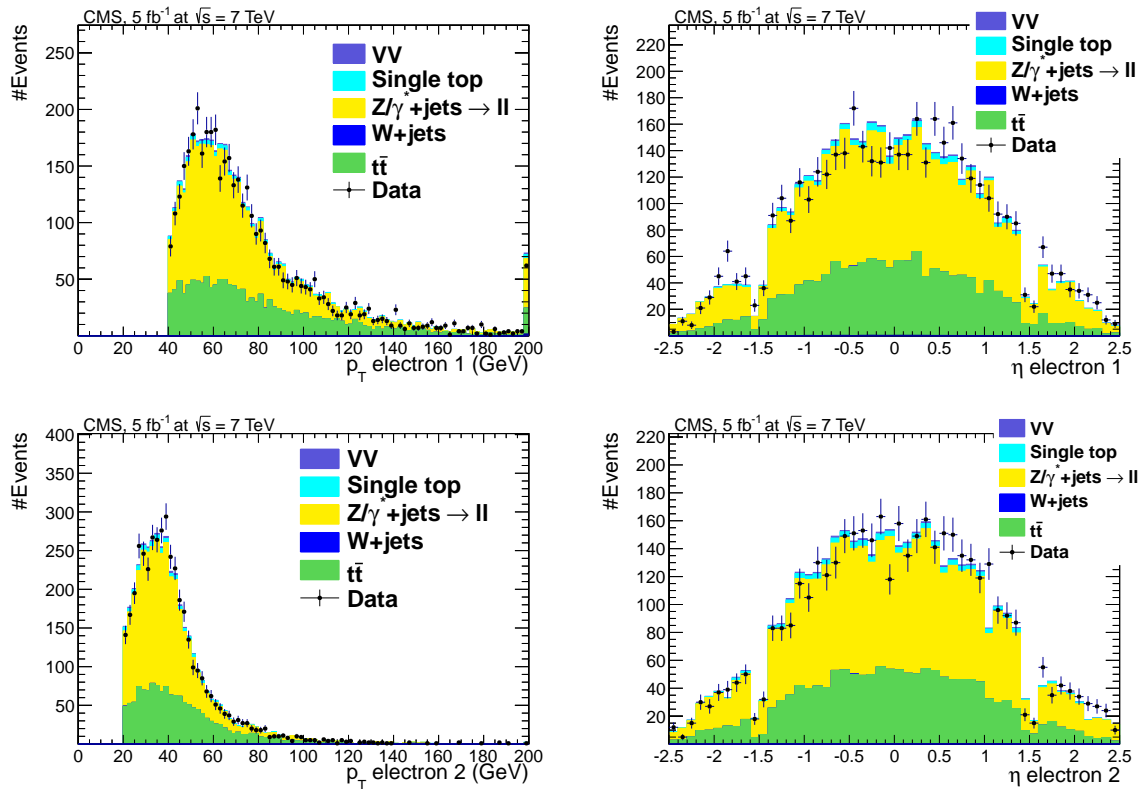 CMS, 5 fb⁻¹ at √s = 7 TeV
#Events
250
200
150
100
50
VV
Single top
Z/γ*+jets → ll
W+jets
tt̄
Data
0 20 40 60 80 100 120 140 160 180 200
p_T electron 1 (GeV)
CMS, 5 fb⁻¹ at √s = 7 TeV
#Events
220
200
180
160
140
120
100
80
60
40
20
VV
Single top
Z/γ*+jets → ll
W+jets
tt̄
Data
-2.5 -2 -1.5 -1 -0.5 0 0.5 1 1.5 2 2.5
η electron 1
CMS, 5 fb⁻¹ at √s = 7 TeV
#Events
400
350
300
250
200
150
100
50
VV
Single top
Z/γ*+jets → ll
W+jets
tt̄
Data
0 20 40 60 80 100 120 140 160 180 200
p_T electron 2 (GeV)
CMS, 5 fb⁻¹ at √s = 7 TeV
#Events
220
200
180
160
140
120
100
80
60
40
20
VV
Single top
Z/γ*+jets → ll
W+jets
tt̄
Data
-2.5 -2 -1.5 -1 -0.5 0 0.5 1 1.5 2 2.5
η electron 2